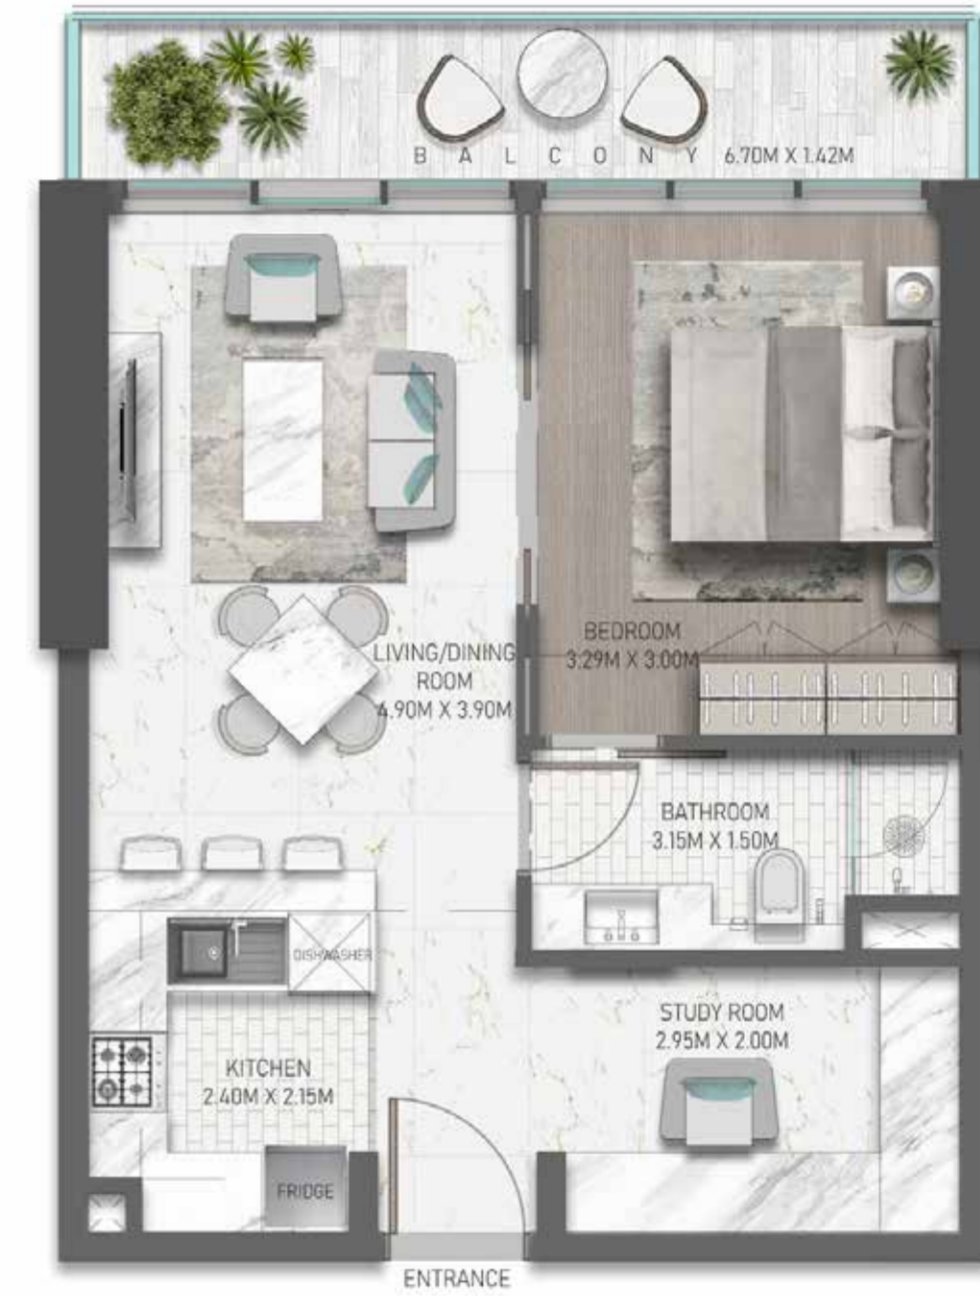 BALCONY 6.70M X 1.42M
LIVING/DINING
ROOM
4.90M X 3.90M
BEDROOM
3.29M X 3.00M
BATHROOM
3.15M X 1.50M
DISHWASHER
STUDY ROOM
2.95M X 2.00M
KITCHEN
2.40M X 2.15M
FRIDGE
ENTRANCE